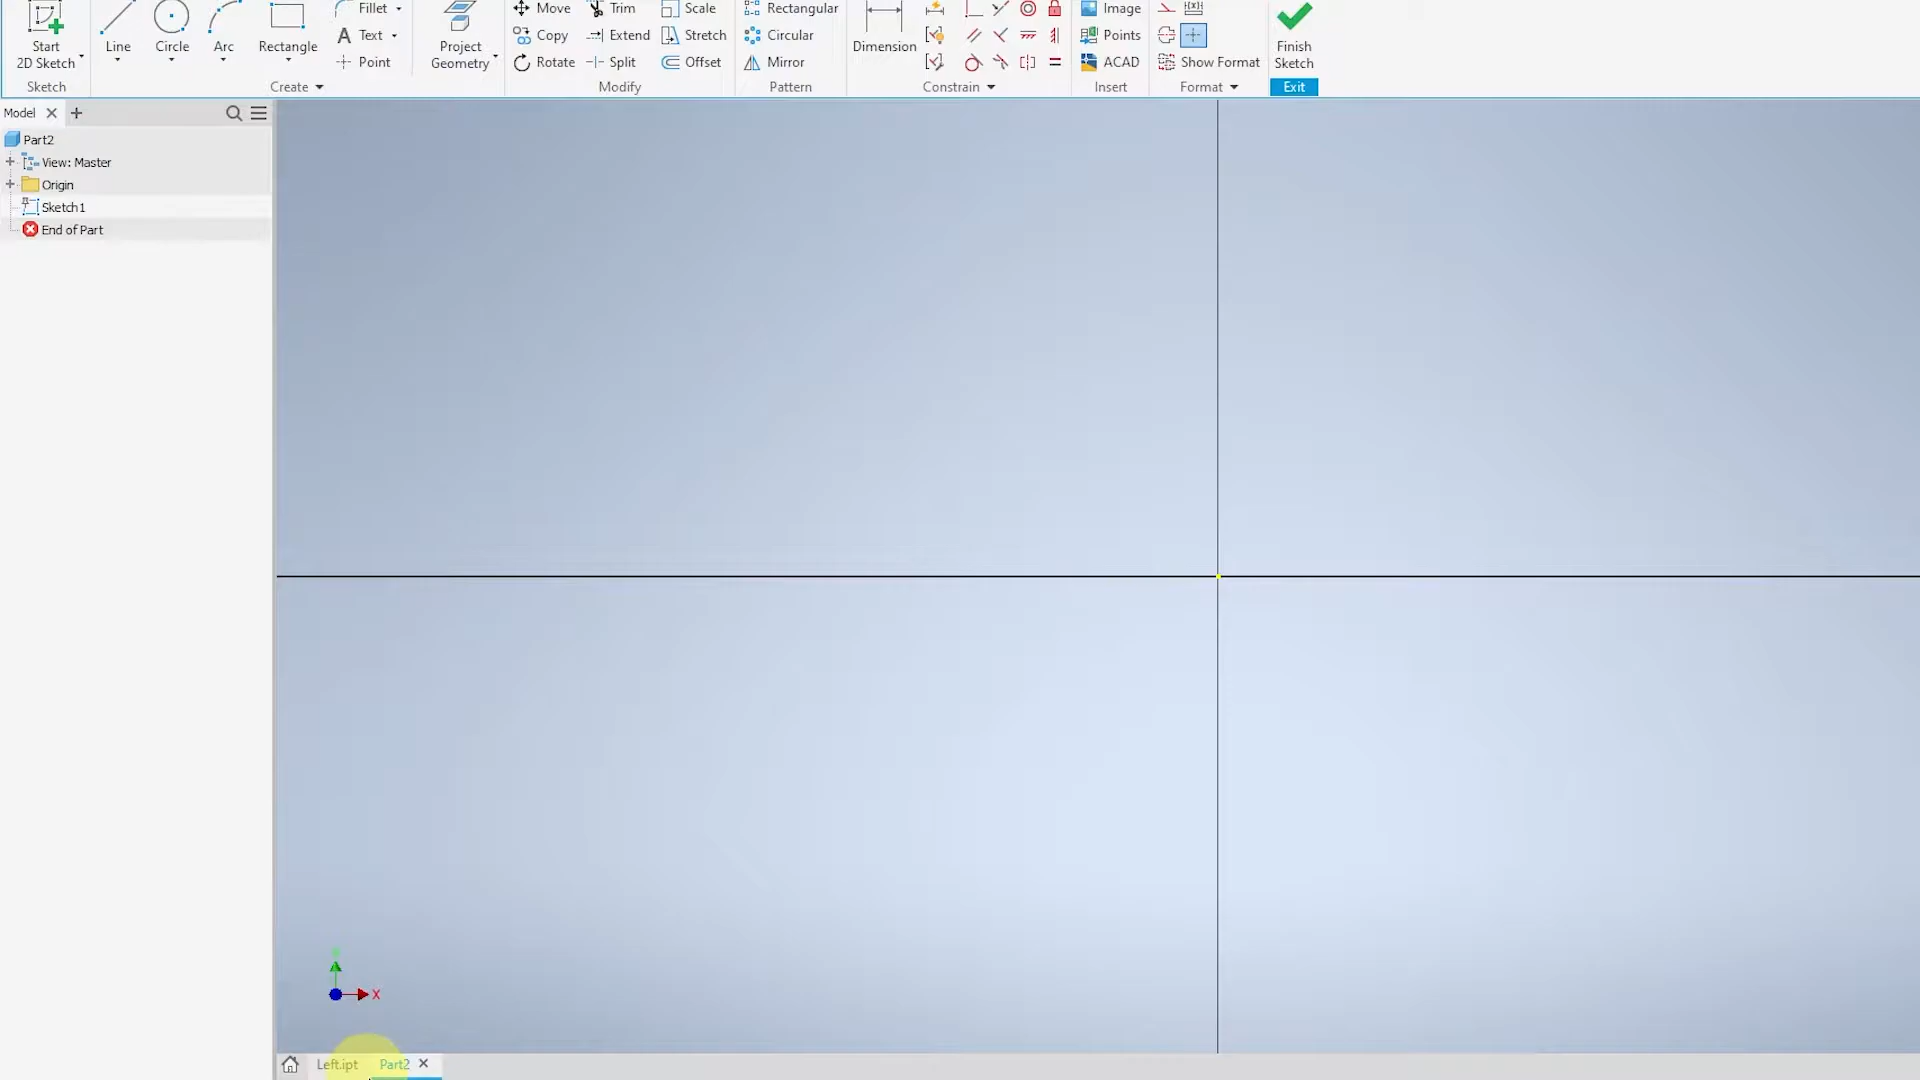 Start
2D Sketch
Line
Circle
Arc
Rectangle
Fillet
Text
Point
Project
Geometry
Move
Copy
Rotate
Trim
Extend
Split
Scale
Stretch
Offset
Rectangular
Circular
Mirror
Dimension
Image
Points
ACAD
Show Format
Finish
Sketch
Sketch
Create
Modify
Pattern
Constrain
Insert
Format
Exit
Model
Part2
View: Master
Origin
Sketch1
End of Part
X
Left.ipt
Part2